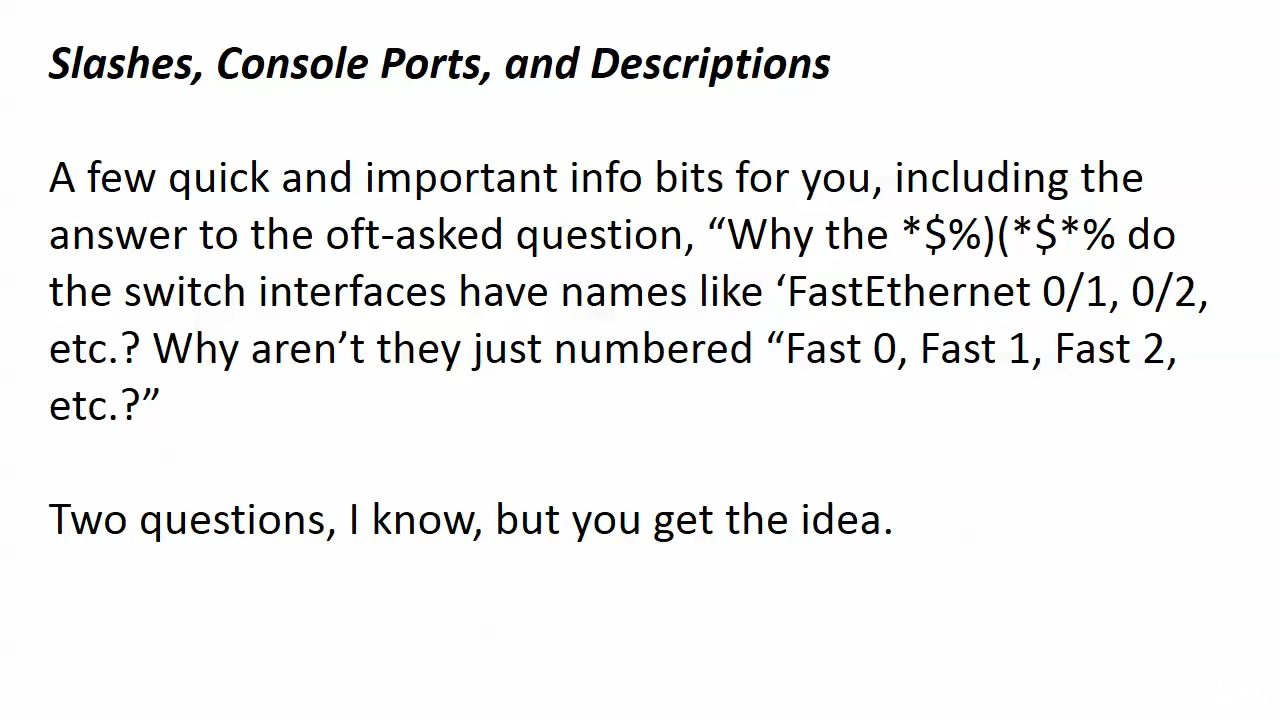 Slashes, Console Ports, and Descriptions
A few quick and important info bits for you, including the
answer to the oft-asked question, “Why the *$%)(*$*% do
the switch interfaces have names like ‘FastEthernet 0/1, 0/2,
etc.? Why aren’t they just numbered “Fast 0, Fast 1, Fast 2,
etc.?”
Two questions, I know, but you get the idea.